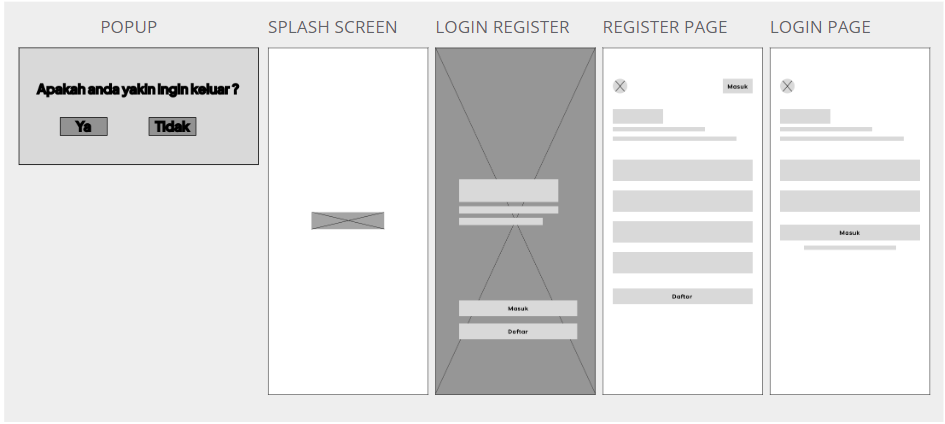 POPUP
SPLASH SCREEN
LOGIN REGISTER
REGISTER PAGE
LOGIN PAGE
Apakah anda yakin ingin keluar ?
Ya
Tidak
Masuk
Daftar
Masuk
Daftar
Masuk